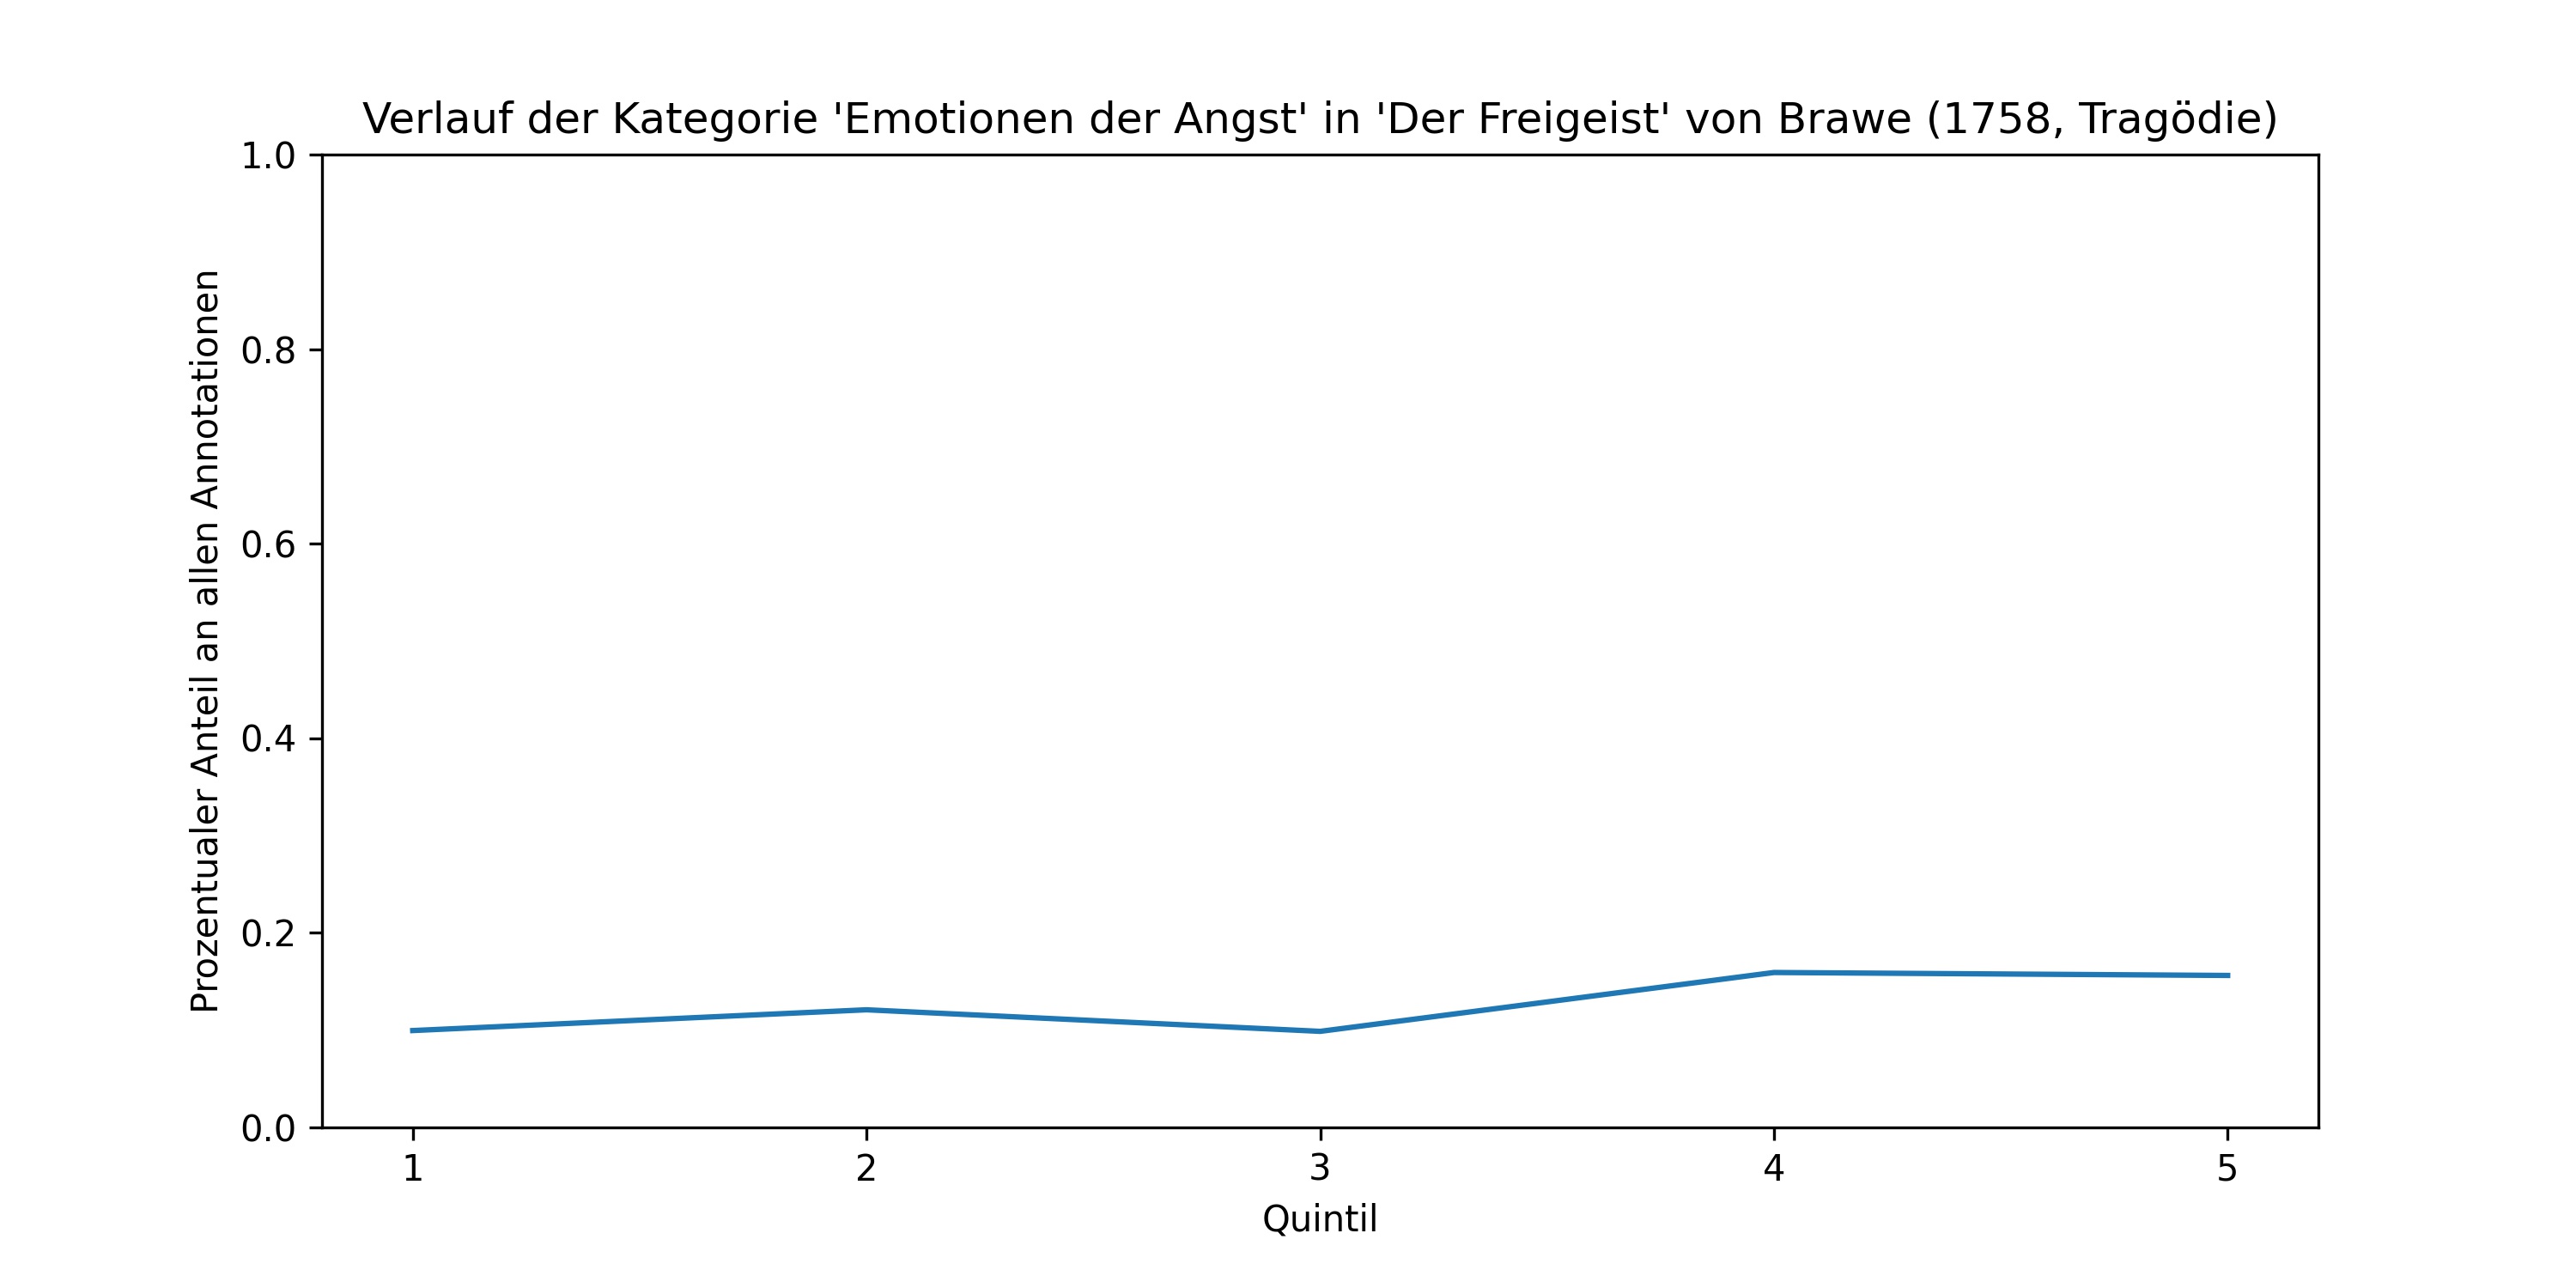 Verlauf der Kategorie 'Emotionen der Angst' in 'Der Freigeist' von Brawe (1758, Tragödie)
Prozentualer Anteil an allen Annotationen
1.0
0.8
0.6
0.4
0.2
0.0
1 2 3 4 5
Quintil